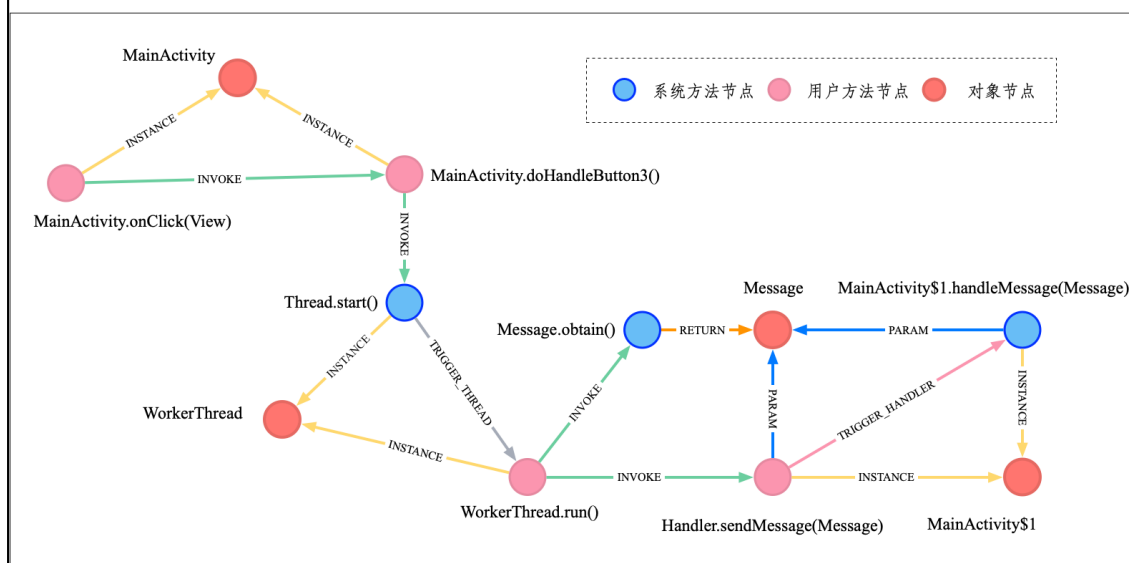 MainActivity
系统方法节点
用户方法节点
对象节点
INSTANCE
INSTANCE
INVOKE
MainActivity.doHandleButton3()
MainActivity.onClick(View)
INVOKE
Thread.start()
Message
MainActivity$1.handleMessage(Message)
Message.obtain()
RETURN
PARAM
INSTANCE
TRIGGER_THREAD
INVOKE
PARAM
TRIGGER_HANDLER
INSTANCE
WorkerThread
INSTANCE
INVOKE
INSTANCE
WorkerThread.run()
Handler.sendMessage(Message)
MainActivity$1